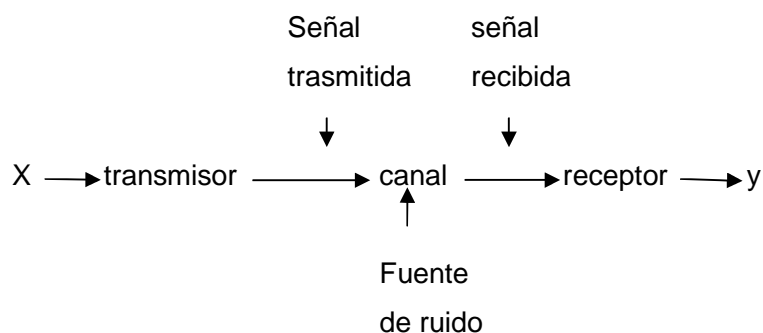 Señal señal
trasmitida recibida
X transmisor canal receptor y
Fuente
de ruido